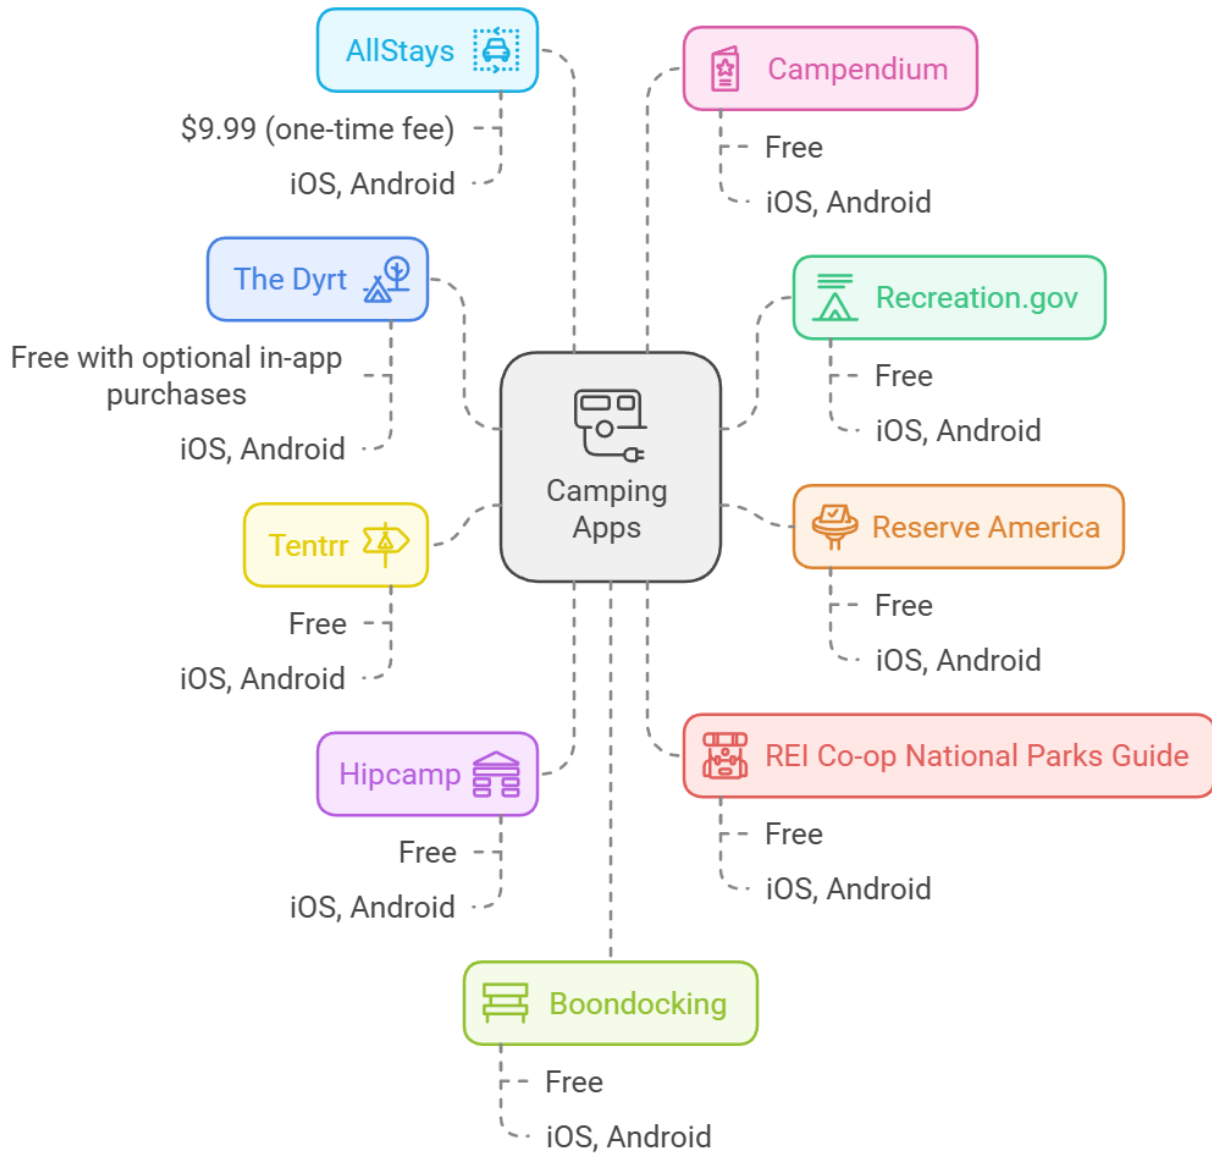 AllStays
$9.99 (one-time fee)
iOS, Android
Campendium
Free
iOS, Android
The Dyrt
Free with optional in-app
purchases
iOS, Android
Recreation.gov
Free
iOS, Android
Camping
Apps
Tentrr
Free
iOS, Android
Reserve America
Free
iOS, Android
Hipcamp
Free
iOS, Android
REI Co-op National Parks Guide
Free
iOS, Android
Boondocking
Free
iOS, Android